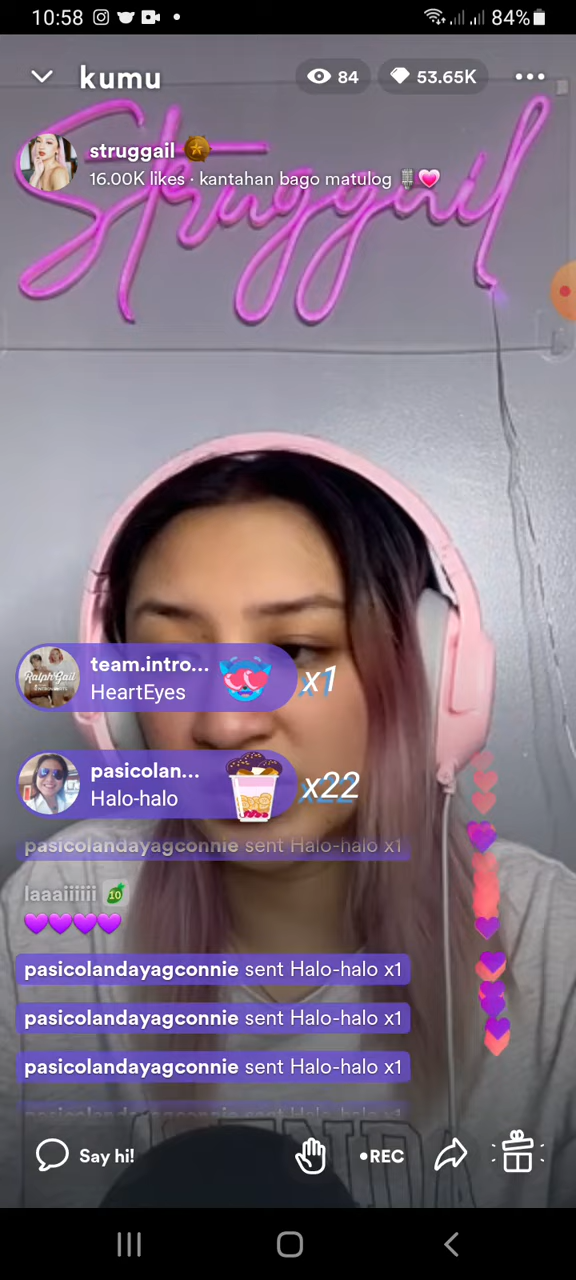 10:58
84%
kumu
84
53.65K
struggail
16.00K likes · kantahan bago matulog
Struggail
team.intro...
HeartEyes
x1
Ralph Gail
pasicolan...
Halo-halo
x22
pasicolandayagconnie sent Halo-halo x1
laaaiiiiii 10
pasicolandayagconnie sent Halo-halo x1
pasicolandayagconnie sent Halo-halo x1
pasicolandayagconnie sent Halo-halo x1
Say hi!
•REC